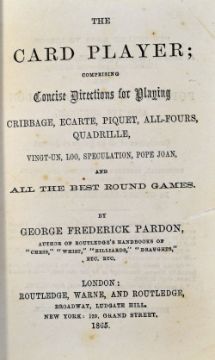 THE
CARD PLAYER;
COMPRISING
Concise Directions for Playing
CRIBBAGE, ECARTE, PIQUET, ALL-FOURS,
QUADRILLE,
VINGT-UN, LOO, SPECULATION, POPE JOAN,
AND
ALL THE BEST ROUND GAMES.
BY
GEORGE FREDERICK PARDON,
AUTHOR OF ROUTLEDGE'S HANDBOOKS OF
"CHESS," "WHIST," "BILLIARDS," "DRAUGHTS,"
ETC. ETC.
LONDON:
ROUTLEDGE, WARNE, AND ROUTLEDGE,
BROADWAY, LUDGATE HILL.
NEW YORK: 129, GRAND STREET.
1865.